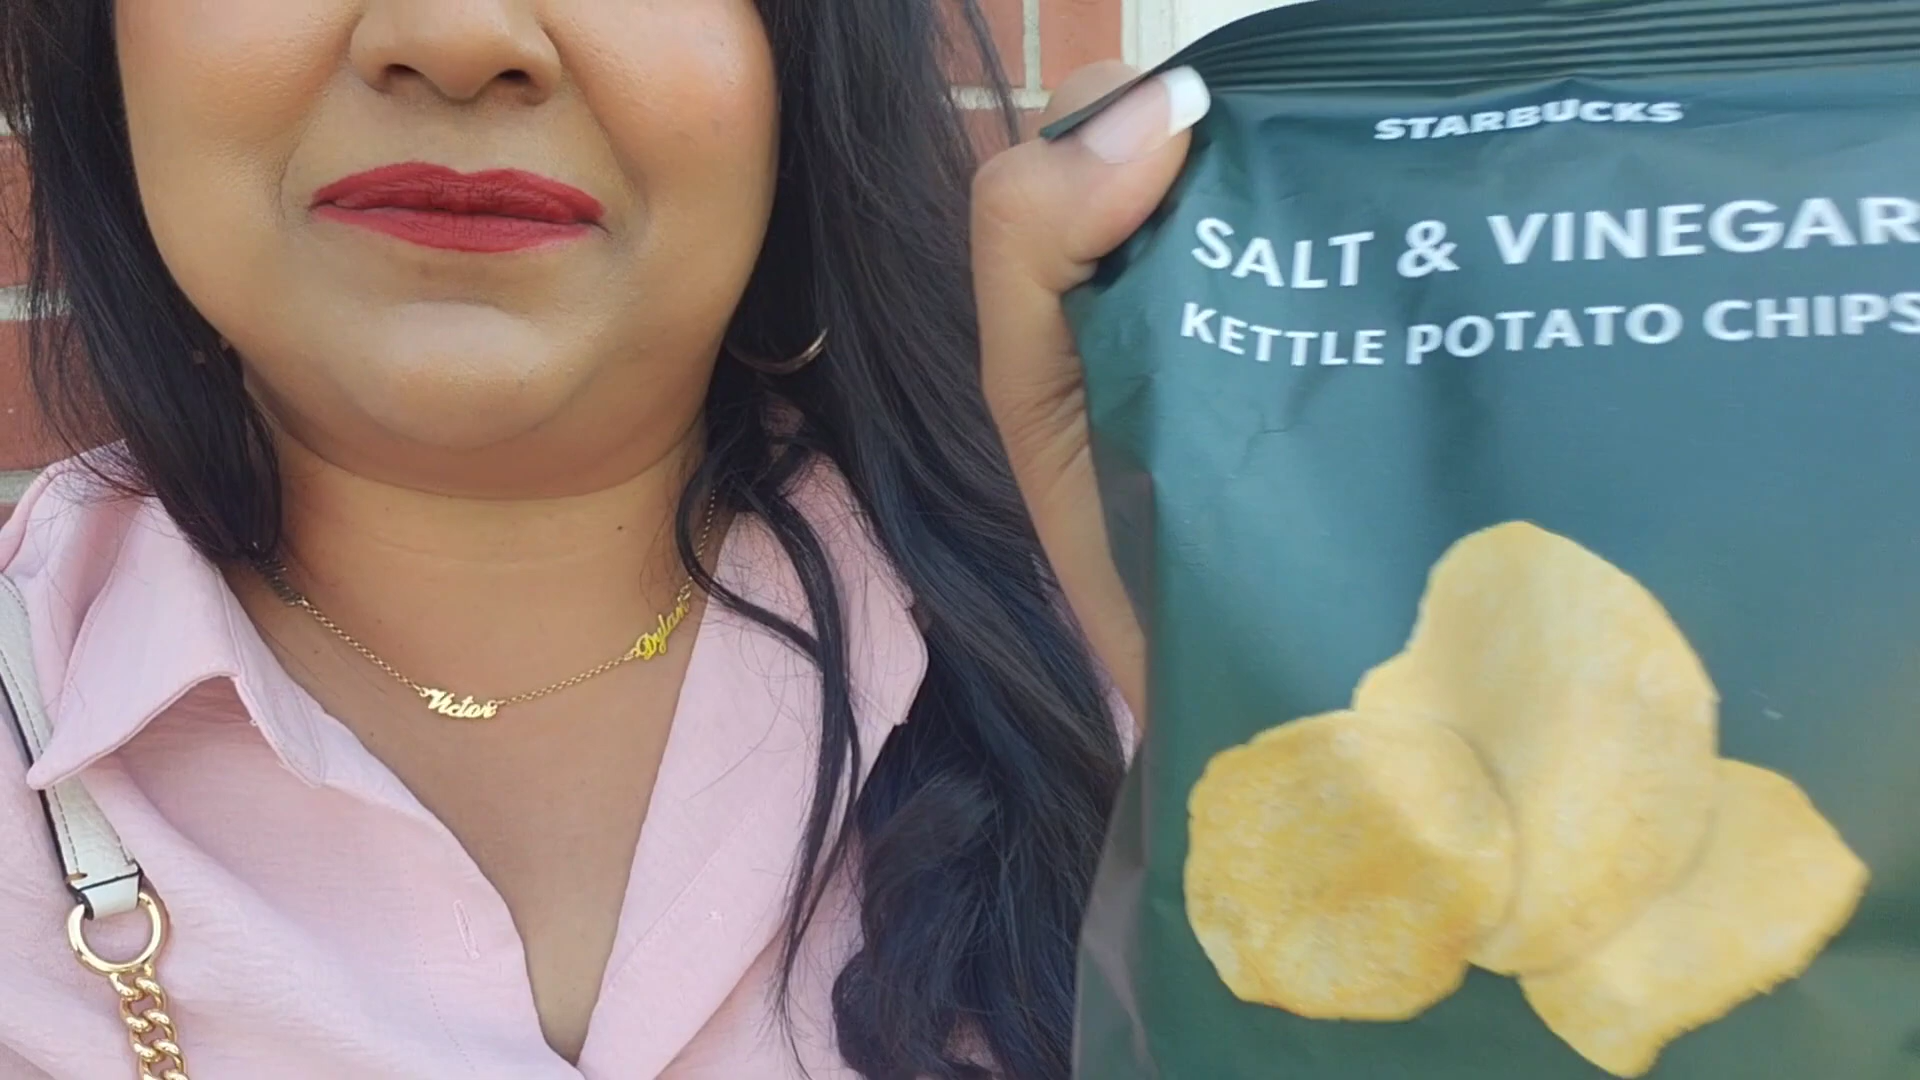 STARBUCKS
SALT & VINEGAR
KETTLE POTATO CHIPS
Victor
Dylan